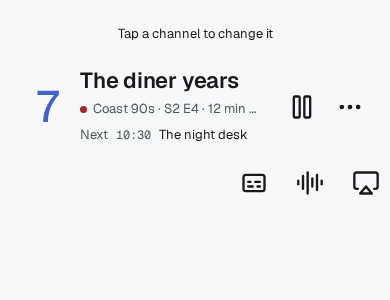 Tap a channel to change it
7
The diner years
Coast 90s · S2 E4 · 12 min …
Next 10:30 The night desk